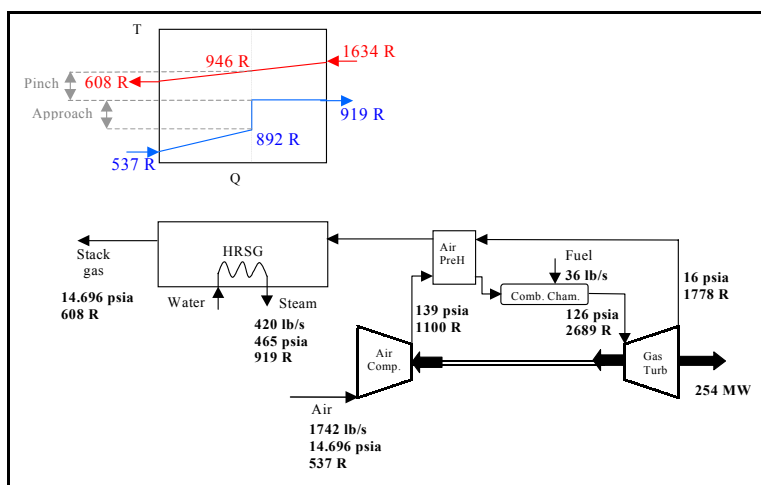 T
946 R
1634 R
608 R
Pinch
Approach
919 R
892 R
537 R
Q
HRSG
Air
PreH
Fuel
36 lb/s
Comb. Cham.
Stack
gas
14.696 psia
608 R
Water
Steam
420 lb/s
465 psia
919 R
139 psia
1100 R
126 psia
2689 R
16 psia
1778 R
Air
Comp.
Gas
Turb
254 MW
Air
1742 lb/s
14.696 psia
537 R